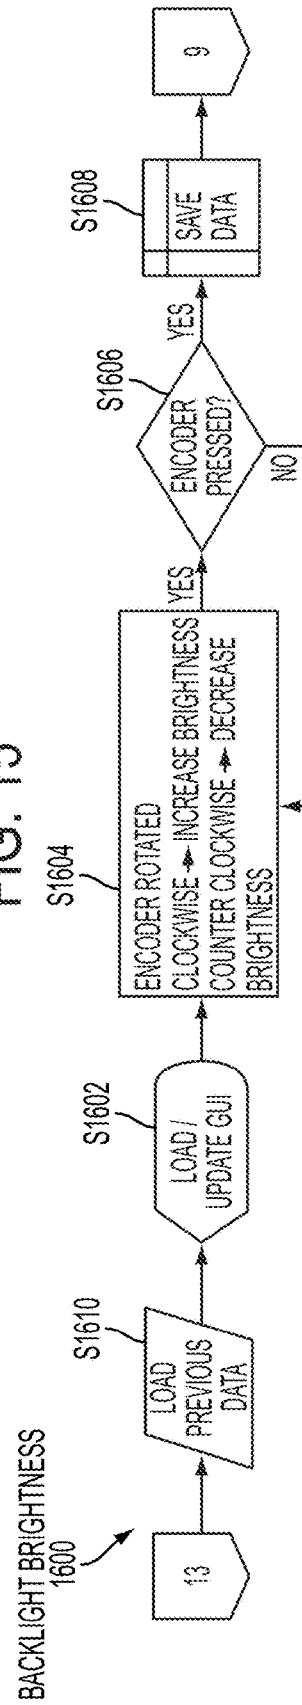 FIG. 15
BACKLIGHT BRIGHTNESS
1600
13
S1610
LOAD
PREVIOUS
DATA
S1602
LOAD /
UPDATE GUI
S1604
ENCODER ROTATED
CLOCKWISE → INCREASE BRIGHTNESS
COUNTER CLOCKWISE → DECREASE
BRIGHTNESS
YES
S1606
ENCODER
PRESSED?
NO
YES
S1608
SAVE
DATA
9